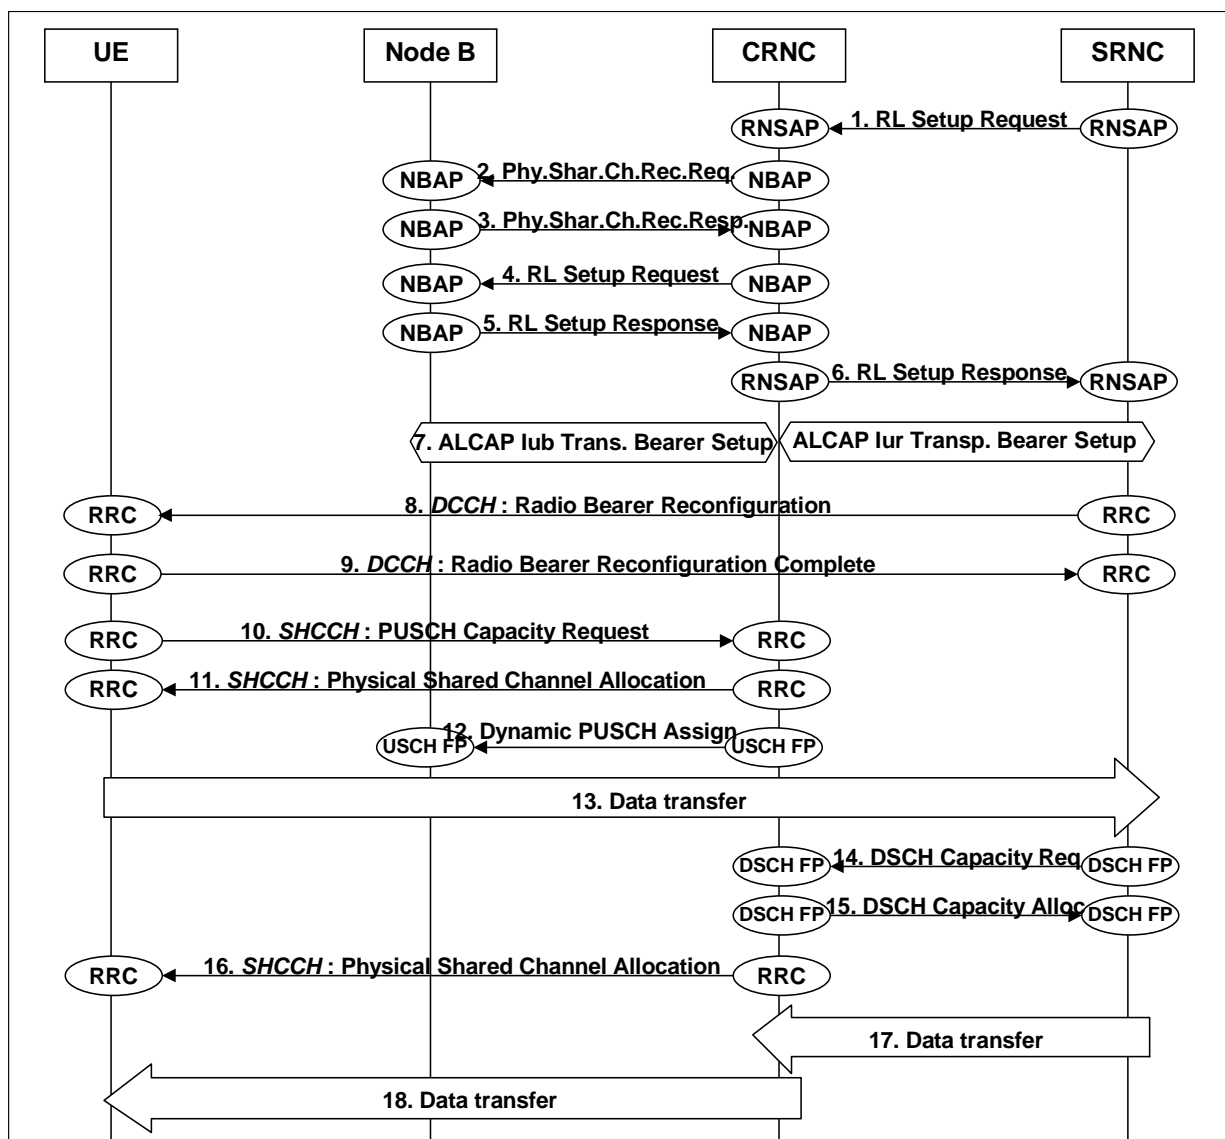 UE Node B CRNC SRNC
RNSAP 1. RL Setup Request RNSAP
NBAP 2. Phy.Shar.Ch.Rec.Req. NBAP
NBAP 3. Phy.Shar.Ch.Rec.Resp. NBAP
NBAP 4. RL Setup Request NBAP
NBAP 5. RL Setup Response NBAP
RNSAP 6. RL Setup Response RNSAP
7. ALCAP Iub Trans. Bearer Setup ALCAP Iur Transp. Bearer Setup
RRC 8. DCCH : Radio Bearer Reconfiguration RRC
RRC 9. DCCH : Radio Bearer Reconfiguration Complete RRC
RRC 10. SHCCH : PUSCH Capacity Request RRC
RRC 11. SHCCH : Physical Shared Channel Allocation RRC
USCH FP 12. Dynamic PUSCH Assign USCH FP
13. Data transfer
DSCH FP 14. DSCH Capacity Req DSCH FP
DSCH FP 15. DSCH Capacity Alloc DSCH FP
RRC 16. SHCCH : Physical Shared Channel Allocation RRC
17. Data transfer
18. Data transfer